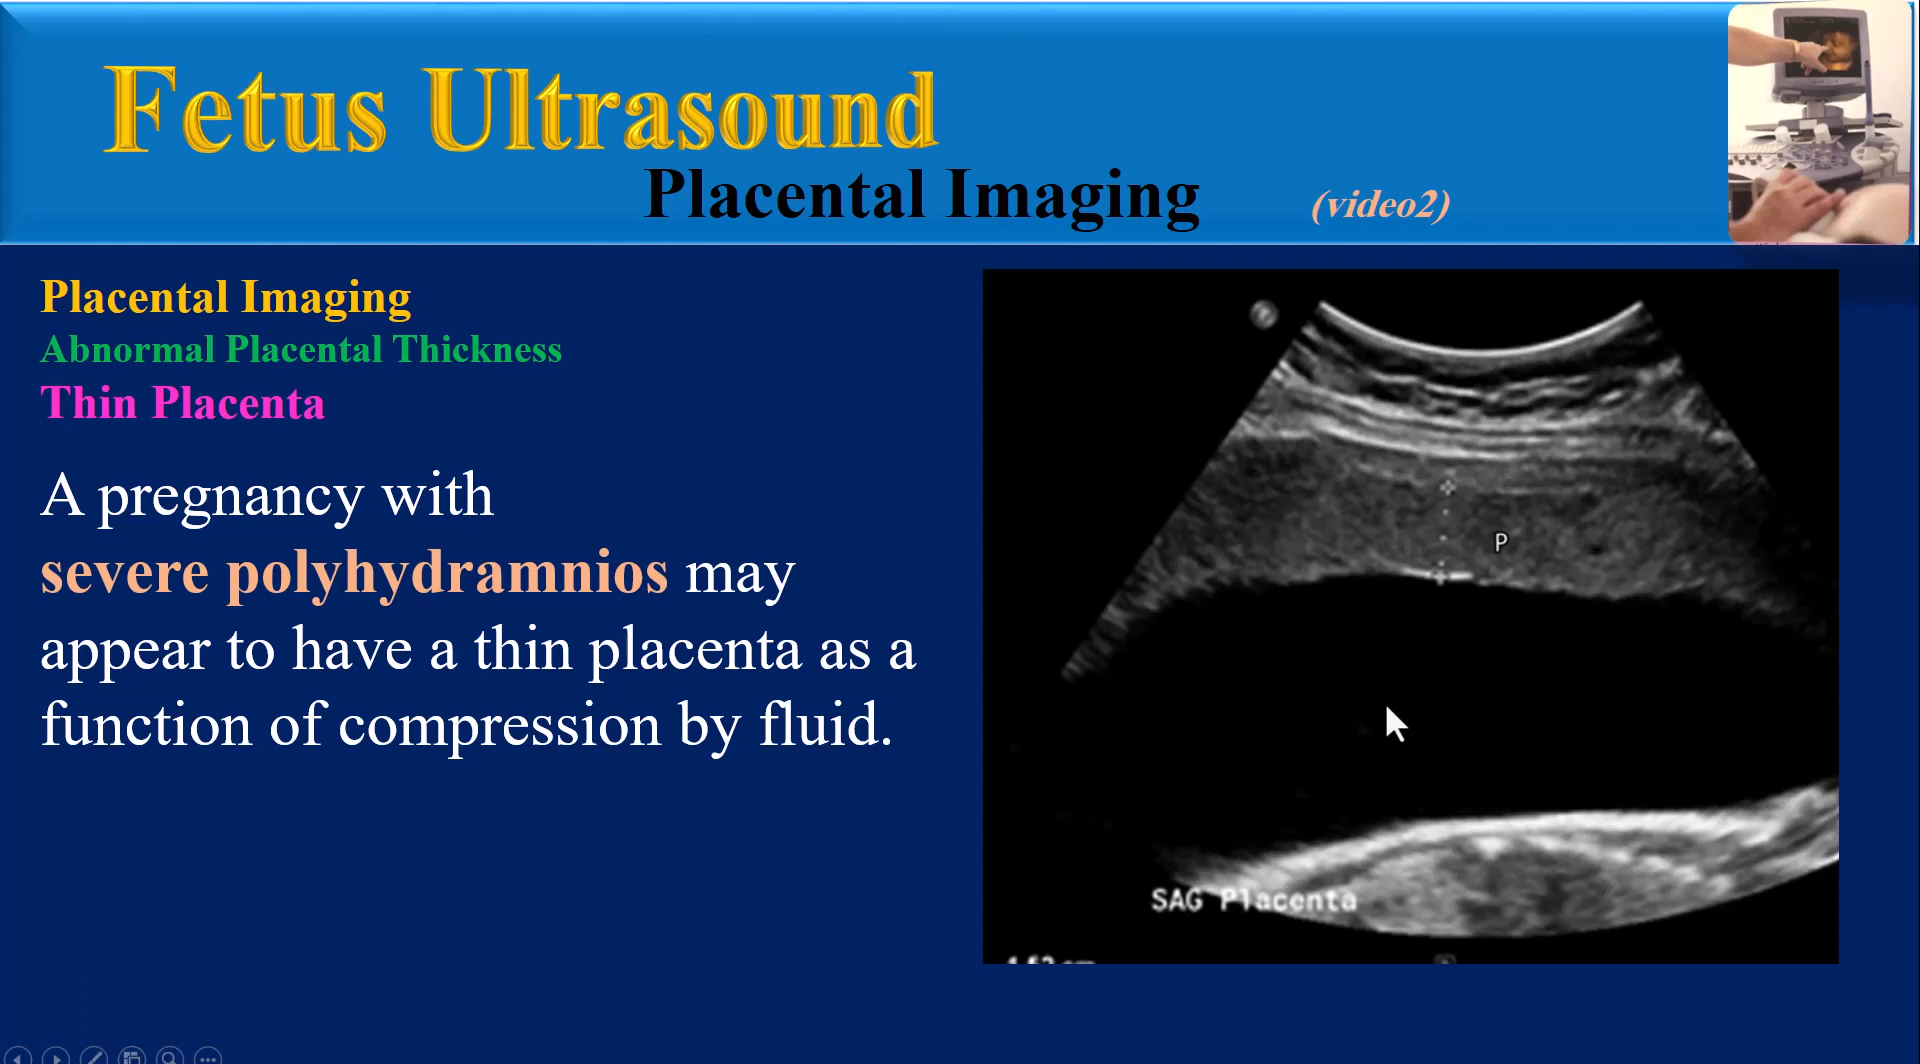 Fetus Ultrasound
Placental Imaging (video2)
Placental Imaging
Abnormal Placental Thickness
Thin Placenta
A pregnancy with
severe polyhydramnios may
appear to have a thin placenta as a
function of compression by fluid.
P
SAG Placenta